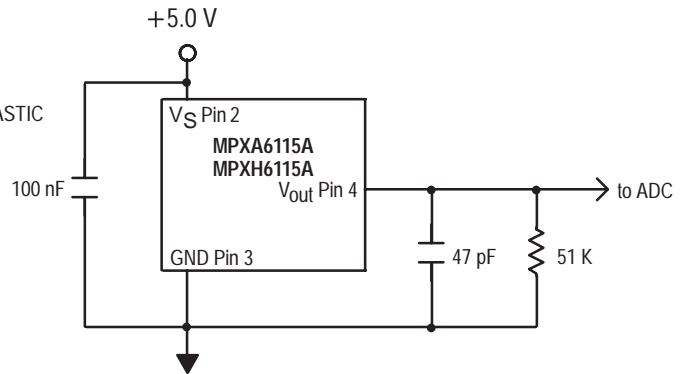 +5.0 V
ASTIC
VS Pin 2
MPXA6115A
MPXH6115A
100 nF
Vout Pin 4
to ADC
GND Pin 3
47 pF
51 K